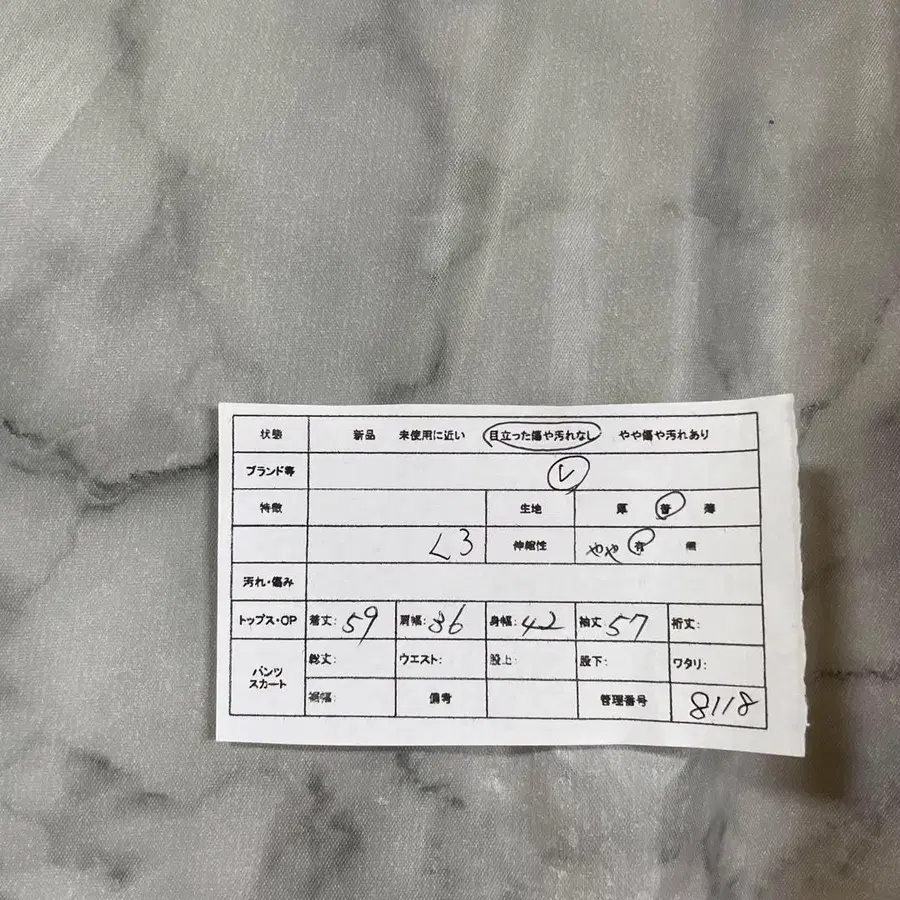 状態 新品 未使用に近い 目立った傷や汚れなし やや傷や汚れあり
ブランド等 レ
特徴 生地 厚 普 薄
L3 伸縮性 やや 有 無
汚れ・傷み
トップス・OP 着丈:59 肩幅:36 身幅:42 袖丈 57 裄丈:
パンツ スカート 総丈: ウエスト: 股上: 股下: ワタリ:
裾幅: 備考 管理番号 8118